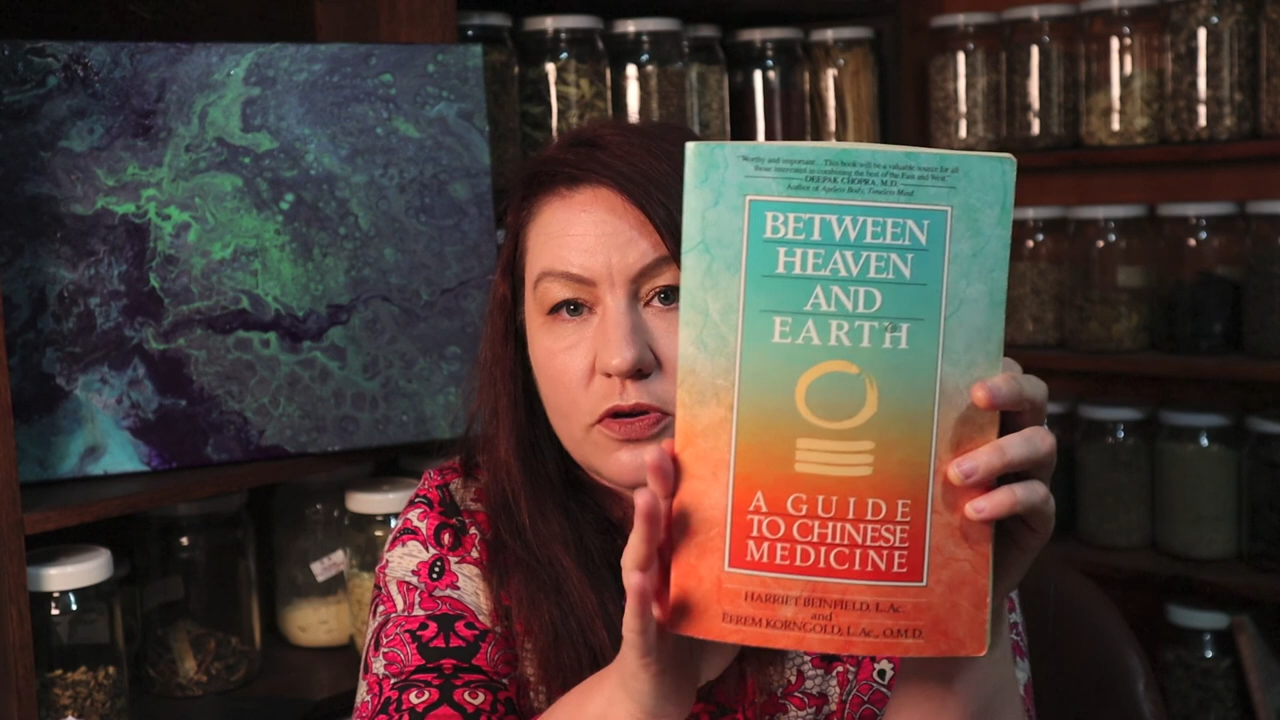 "Worthy and important... This book will be a valuable source for all
those interested in combining the best of the East and West."
—DEEPAK CHOPRA, M.D.—
Author of Ageless Body, Timeless Mind
BETWEEN
HEAVEN
AND
EARTH
A GUIDE
TO CHINESE
MEDICINE
HARRIET BEINFIELD, L.Ac.
and
EFREM KORNGOLD, L.Ac., O.M.D.